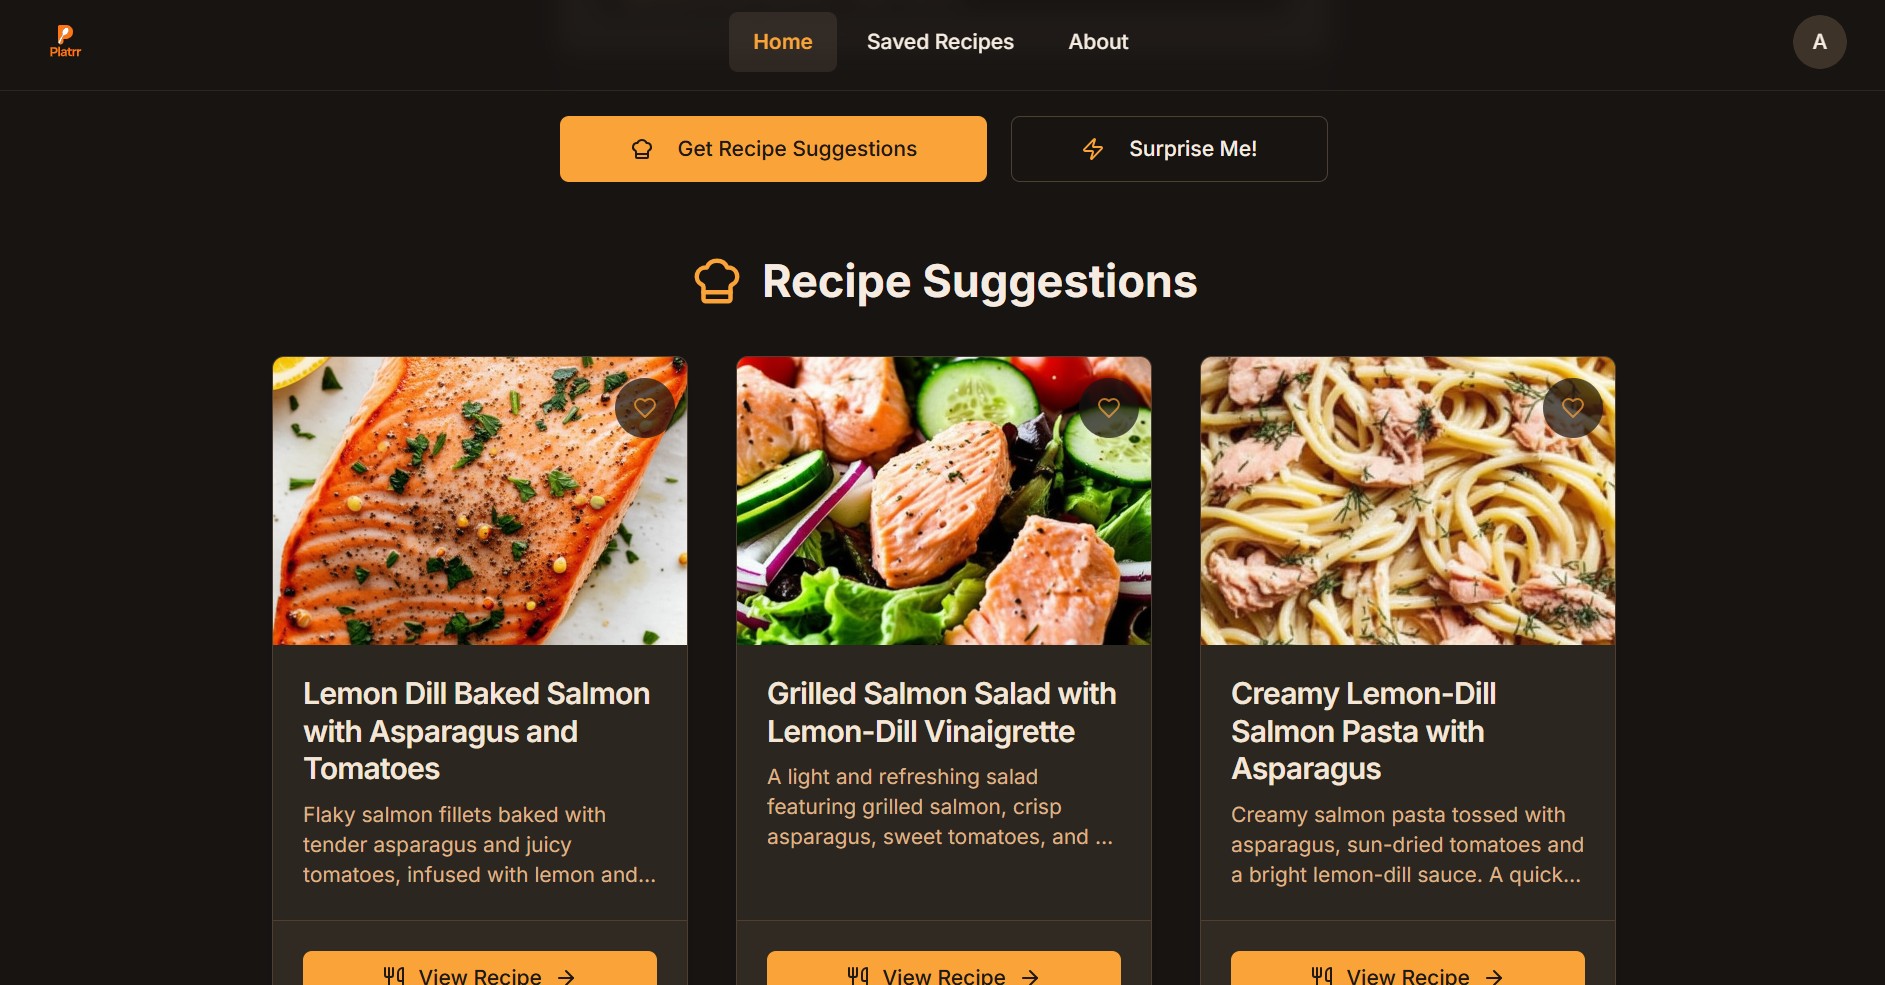 Platrr
Home
Saved Recipes
About
A
Get Recipe Suggestions
Surprise Me!
Recipe Suggestions
Lemon Dill Baked Salmon
with Asparagus and
Tomatoes
Flaky salmon fillets baked with
tender asparagus and juicy
tomatoes, infused with lemon and...
View Recipe
Grilled Salmon Salad with
Lemon-Dill Vinaigrette
A light and refreshing salad
featuring grilled salmon, crisp
asparagus, sweet tomatoes, and ...
View Recipe
Creamy Lemon-Dill
Salmon Pasta with
Asparagus
Creamy salmon pasta tossed with
asparagus, sun-dried tomatoes and
a bright lemon-dill sauce. A quick...
View Recipe